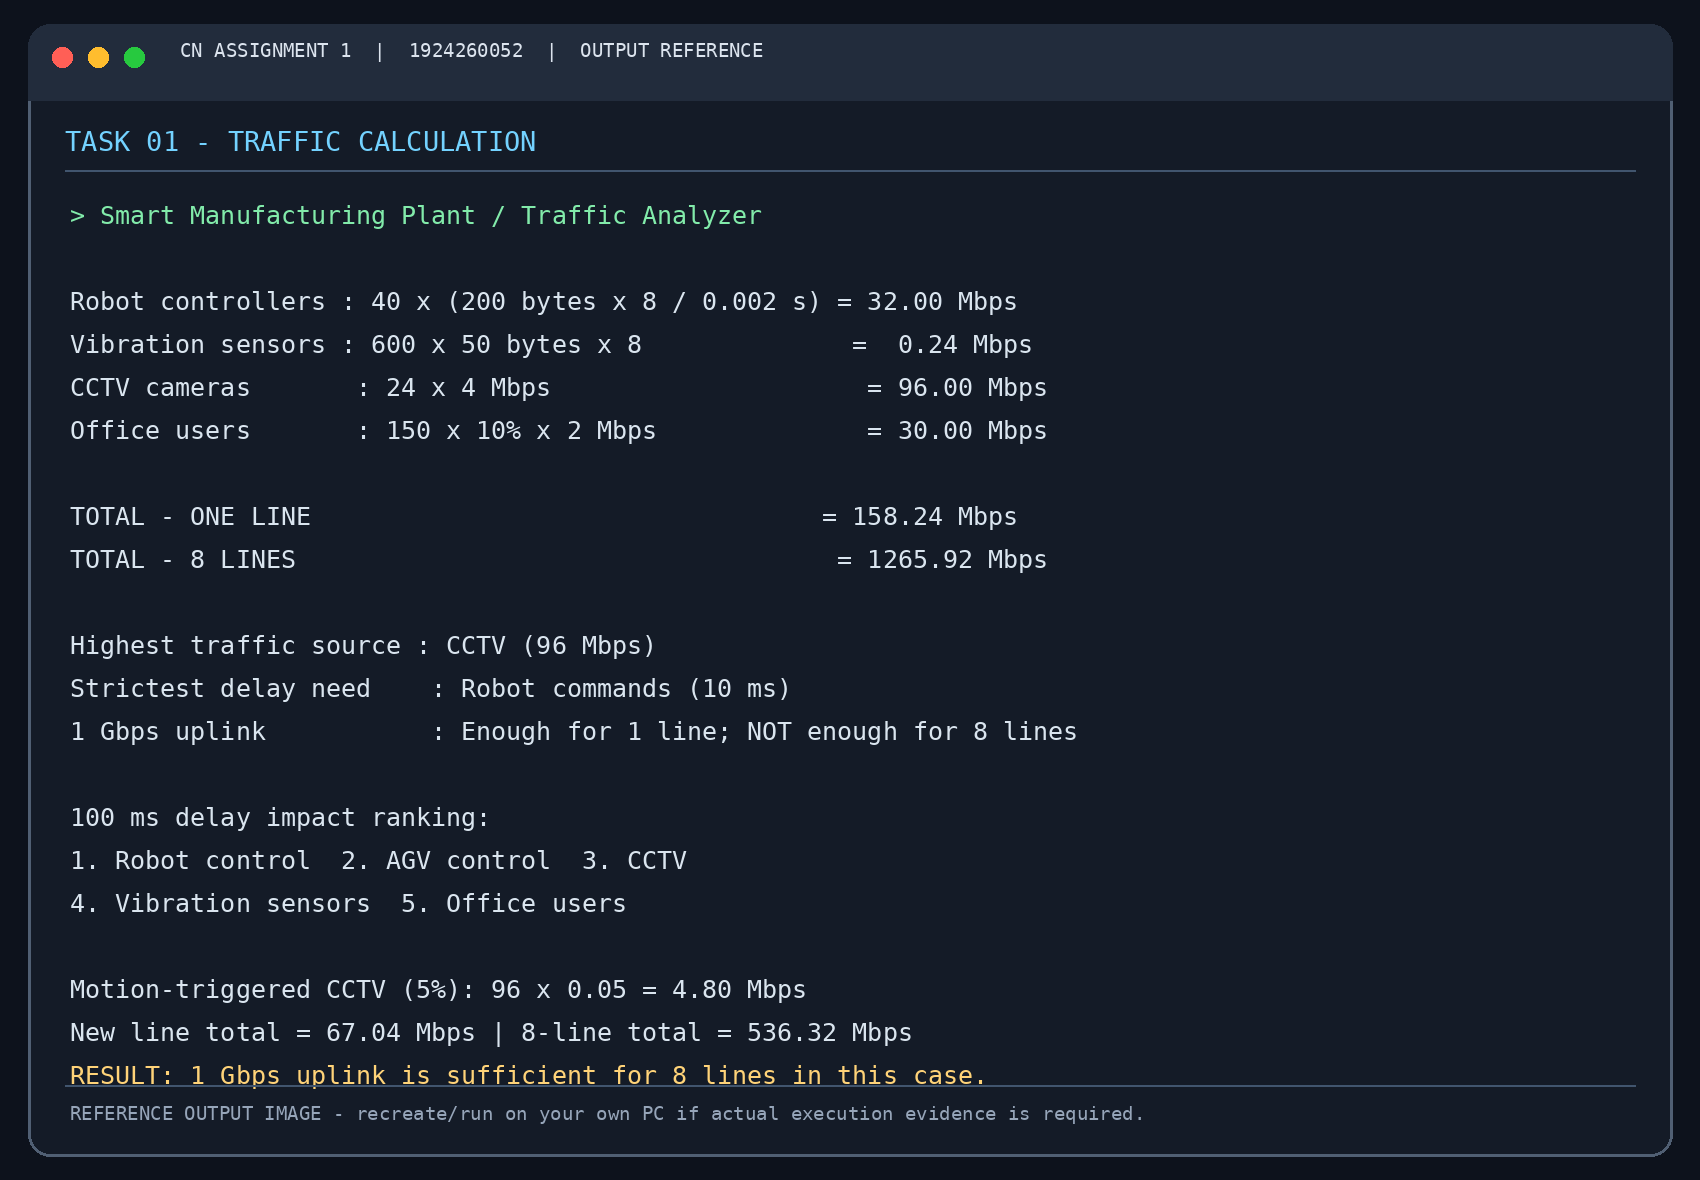 CN ASSIGNMENT 1 | 1924260052 | OUTPUT REFERENCE
TASK 01 - TRAFFIC CALCULATION
> Smart Manufacturing Plant / Traffic Analyzer
Robot controllers : 40 x (200 bytes x 8 / 0.002 s) = 32.00 Mbps
Vibration sensors : 600 x 50 bytes x 8 = 0.24 Mbps
CCTV cameras : 24 x 4 Mbps = 96.00 Mbps
Office users : 150 x 10% x 2 Mbps = 30.00 Mbps
TOTAL - ONE LINE = 158.24 Mbps
TOTAL - 8 LINES = 1265.92 Mbps
Highest traffic source : CCTV (96 Mbps)
Strictest delay need : Robot commands (10 ms)
1 Gbps uplink : Enough for 1 line; NOT enough for 8 lines
100 ms delay impact ranking:
1. Robot control 2. AGV control 3. CCTV
4. Vibration sensors 5. Office users
Motion-triggered CCTV (5%): 96 x 0.05 = 4.80 Mbps
New line total = 67.04 Mbps | 8-line total = 536.32 Mbps
RESULT: 1 Gbps uplink is sufficient for 8 lines in this case.
REFERENCE OUTPUT IMAGE - recreate/run on your own PC if actual execution evidence is required.